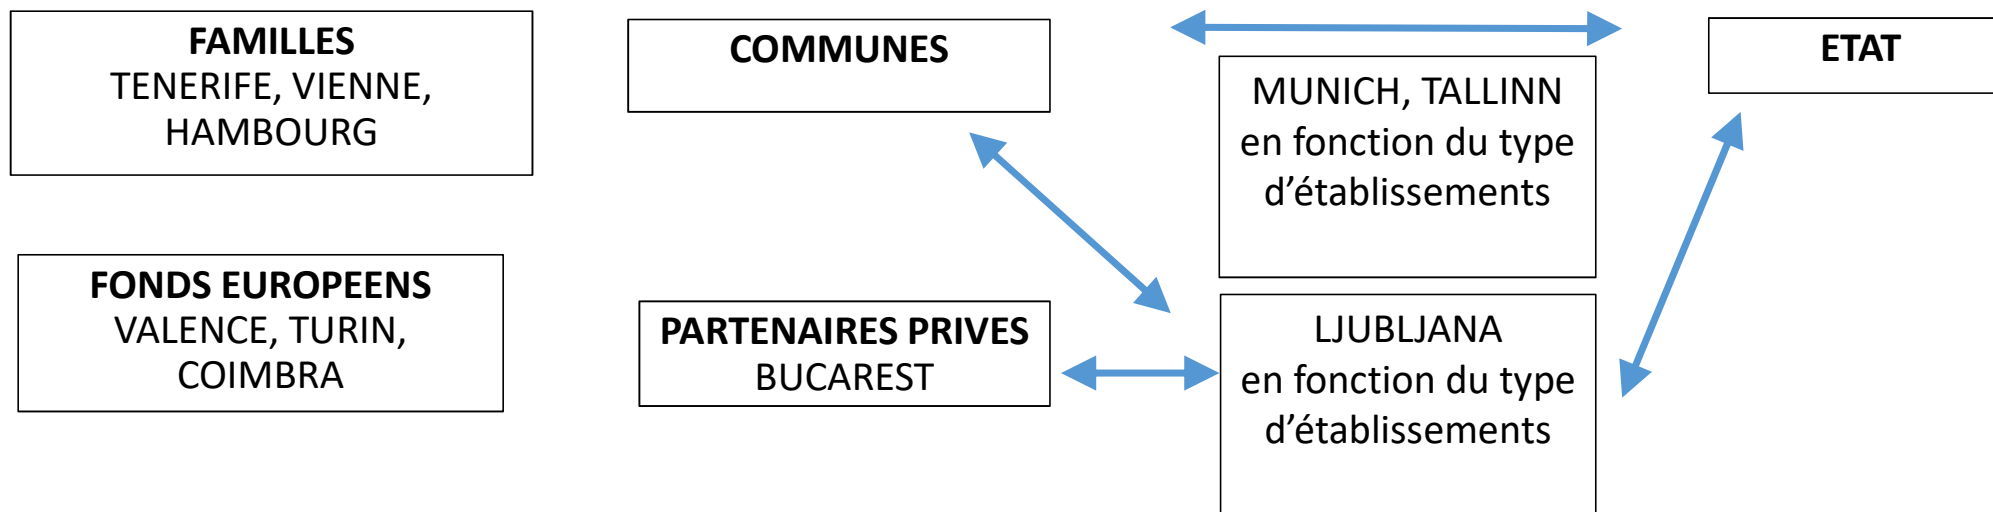 FAMILLES
TENERIFE, VIENNE,
HAMBOURG
COMMUNES
MUNICH, TALLINN
en fonction du type
d’établissements
ETAT
FONDS EUROPEENS
VALENCE, TURIN,
COIMBRA
PARTENAIRES PRIVES
BUCAREST
LJUBLJANA
en fonction du type
d’établissements